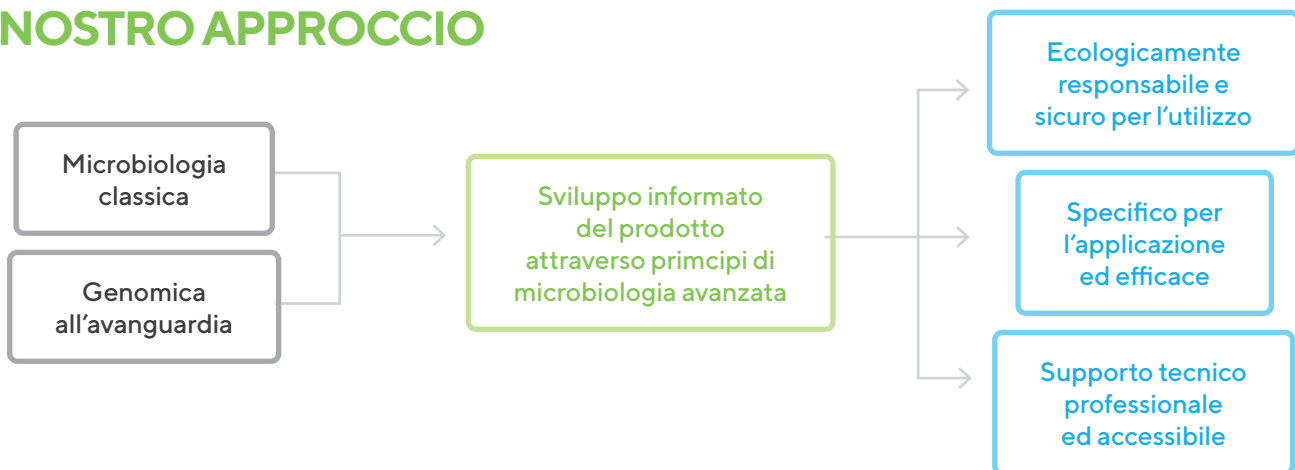 NOSTRO APPROCCIO
Microbiologia
classica
Genomica
all’avanguardia
Sviluppo informato
del prodotto
attraverso primcipi di
microbiologia avanzata
Ecologicamente
responsabile e
sicuro per l’utilizzo
Specifico per
l’applicazione
ed efficace
Supporto tecnico
professionale
ed accessibile